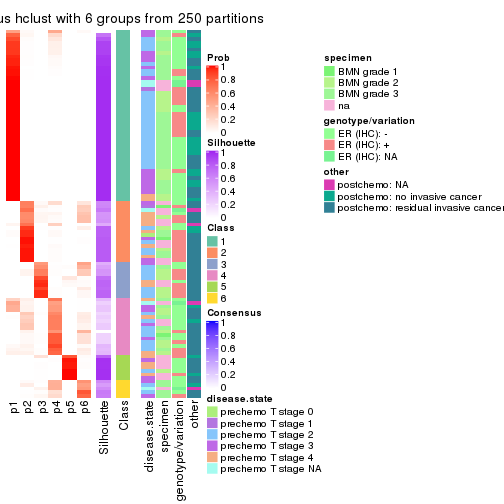 us hclust with 6 groups from 250 partitions
Prob
1
0.8
0.6
0.4
0.2
0
Silhouette
1
0.8
0.6
0.4
0.2
0
Class
1
2
3
4
5
6
Consensus
1
0.8
0.6
0.4
0.2
0
disease.state
prechemo T stage 0
prechemo T stage 1
prechemo T stage 2
prechemo T stage 3
prechemo T stage 4
prechemo T stage NA
specimen
BMN grade 1
BMN grade 2
BMN grade 3
na
genotype/variation
ER (IHC): -
ER (IHC): +
ER (IHC): NA
other
postchemo: NA
postchemo: no invasive cancer
postchemo: residual invasive cancer
p1
p2
p3
p4
p5
p6
Silhouette
Class
disease.state
specimen
genotype/variation
other